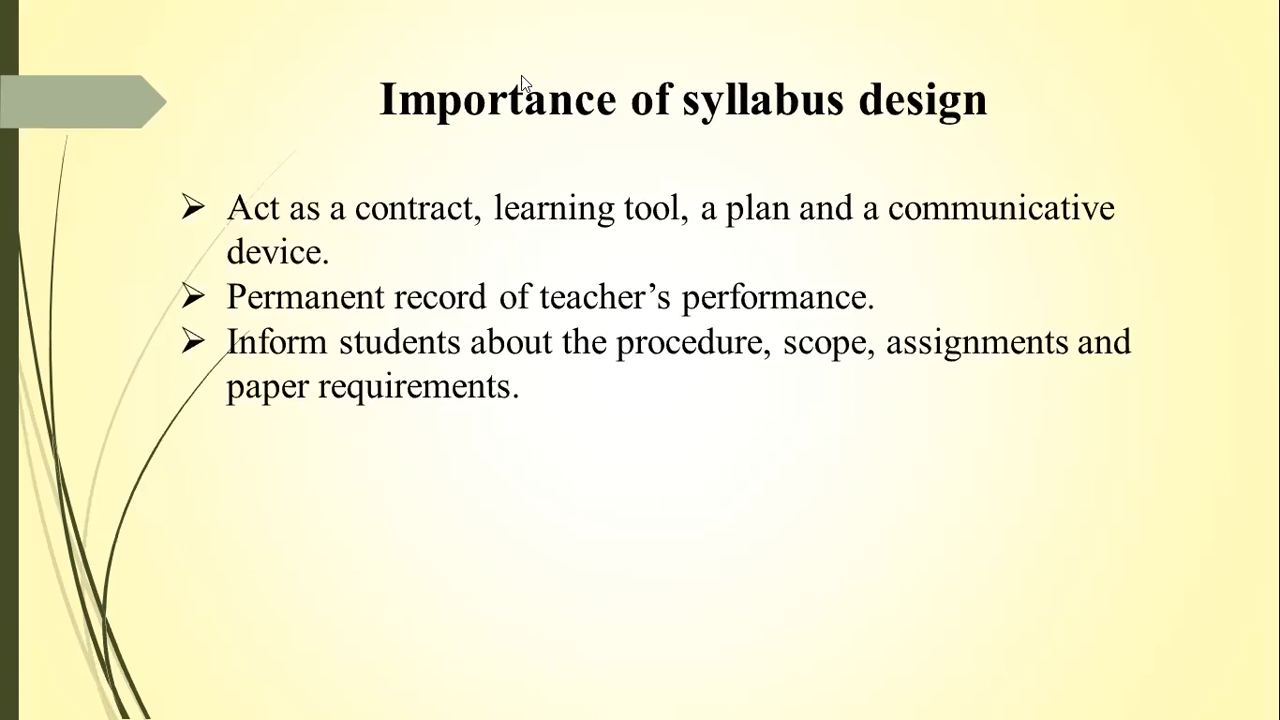 Importance of syllabus design
➢ Act as a contract, learning tool, a plan and a communicative
device.
➢ Permanent record of teacher’s performance.
➢ Inform students about the procedure, scope, assignments and
paper requirements.